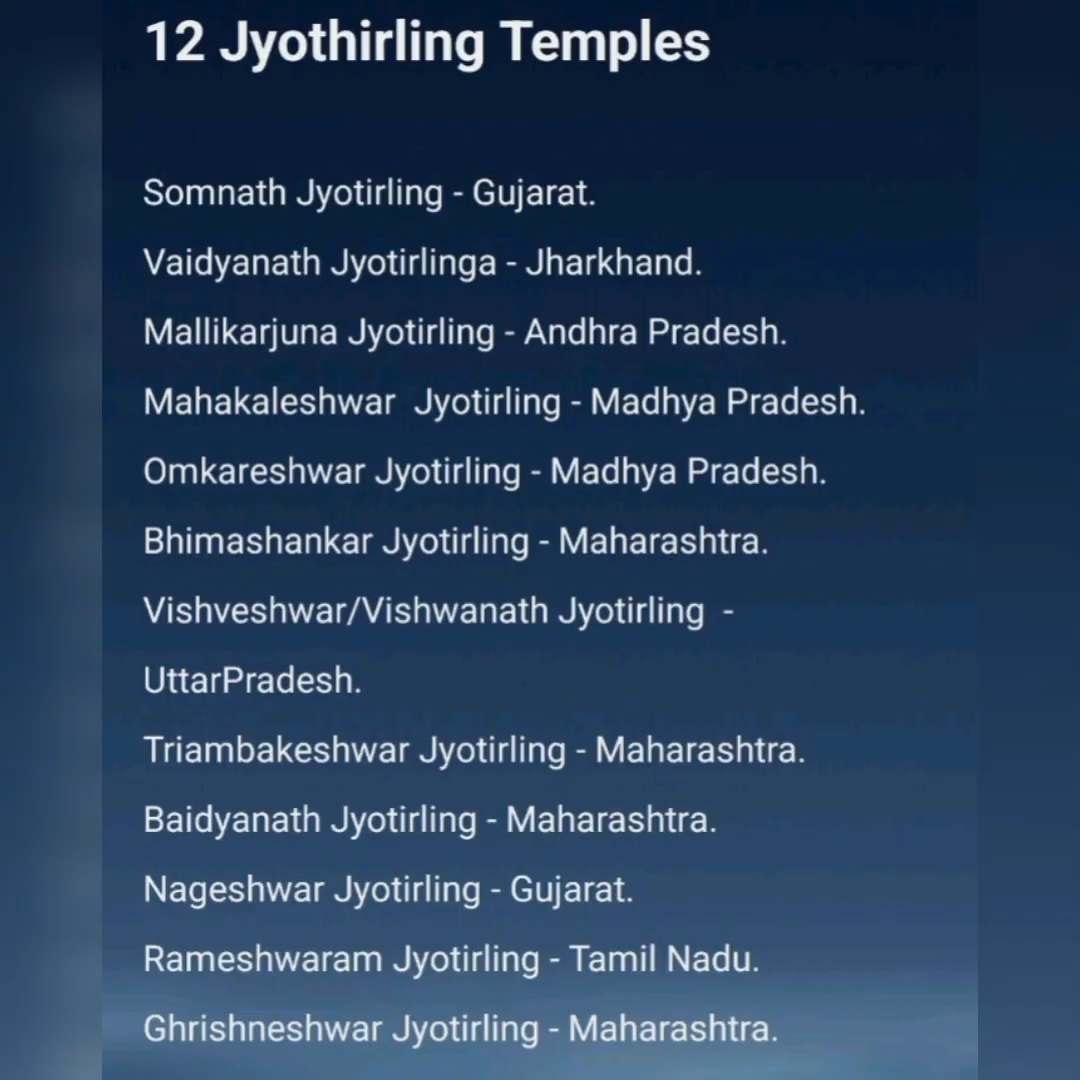 12 Jyothirling Temples
Somnath Jyotirling - Gujarat.
Vaidyanath Jyotirlinga - Jharkhand.
Mallikarjuna Jyotirling - Andhra Pradesh.
Mahakaleshwar  Jyotirling - Madhya Pradesh.
Omkareshwar Jyotirling - Madhya Pradesh.
Bhimashankar Jyotirling - Maharashtra.
Vishveshwar/Vishwanath Jyotirling  -
UttarPradesh.
Triambakeshwar Jyotirling - Maharashtra.
Baidyanath Jyotirling - Maharashtra.
Nageshwar Jyotirling - Gujarat.
Rameshwaram Jyotirling - Tamil Nadu.
Ghrishneshwar Jyotirling - Maharashtra.